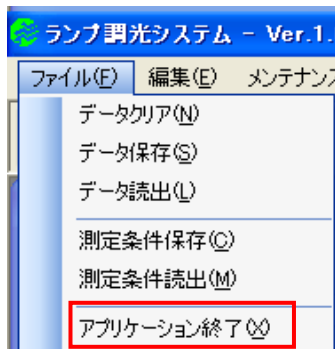 ランプ調光システム - Ver.1.
ファイル(F) 編集(E) メンテナンス
データクリア(N)
データ保存(S)
データ読出(L)
測定条件保存(C)
測定条件読出(M)
アプリケーション終了(X)